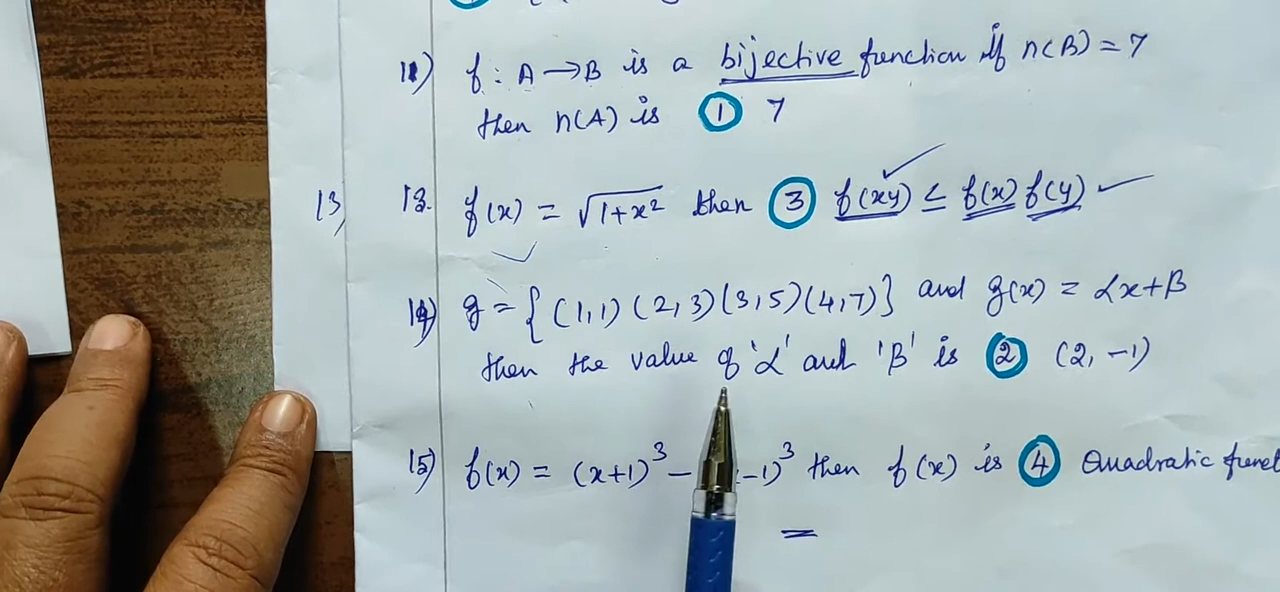 11) f : A → B is a bijective function if n(B) = 7
then n(A) is ① 7
13) 13. f(x) = √1+x² then ③ f(xy) ≤ f(x) f(y)
14) g = { (1,1) (2,3) (3,5) (4,7) } and g(x) = αx+β
then the value of 'α' and 'β' is ② (2, -1)
15) f(x) = (x+1)³ - -1)³ then f(x) is ④ Quadratic